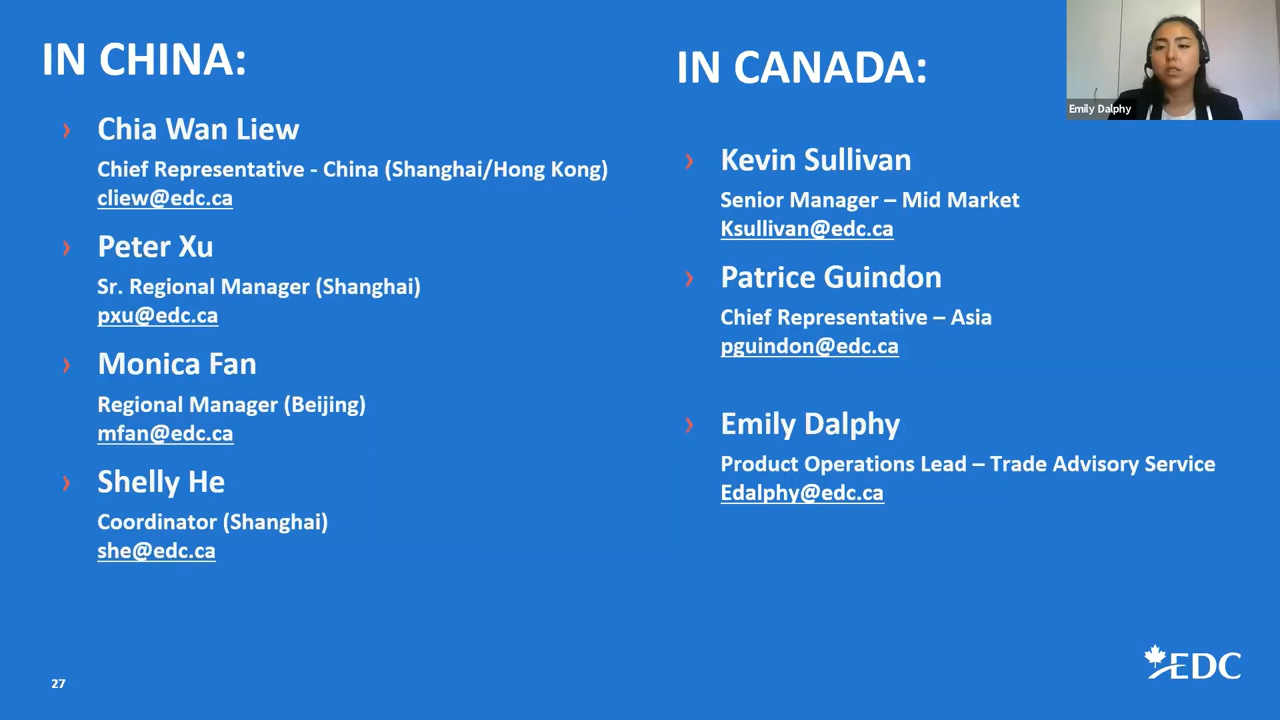 IN CHINA:
Chia Wan Liew
Chief Representative - China (Shanghai/Hong Kong)
cliew@edc.ca
Peter Xu
Sr. Regional Manager (Shanghai)
pxu@edc.ca
Monica Fan
Regional Manager (Beijing)
mfan@edc.ca
Shelly He
Coordinator (Shanghai)
she@edc.ca
IN CANADA:
Kevin Sullivan
Senior Manager – Mid Market
Ksullivan@edc.ca
Patrice Guindon
Chief Representative – Asia
pguindon@edc.ca
Emily Dalphy
Product Operations Lead – Trade Advisory Service
Edalphy@edc.ca
Emily Dalphy
27
EDC